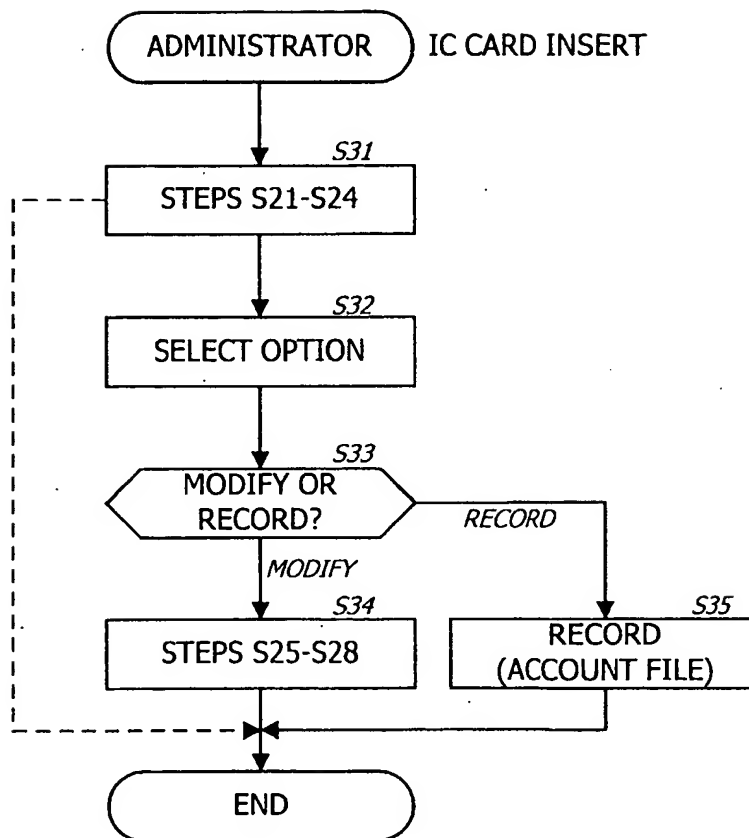 ADMINISTRATOR IC CARD INSERT
S31
STEPS S21-S24
S32
SELECT OPTION
S33
MODIFY OR
RECORD?
RECORD
MODIFY
S34
STEPS S25-S28
S35
RECORD
(ACCOUNT FILE)
END